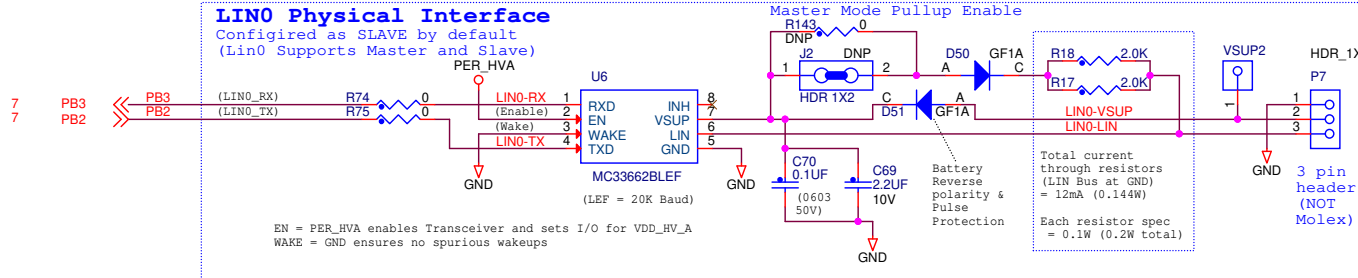 LIN0 Physical Interface
Configired as SLAVE by default
(Lin0 Supports Master and Slave)
Master Mode Pullup Enable
PER_HVA
R143
0
DNP
J2
DNP
1
2
HDR 1X2
D50
GF1A
A
C
R18
2.0K
R17
2.0K
VSUP2
1
HDR_1X
P7
7
PB3
PB3
(LIN0_RX)
R74
0
LIN0-RX
7
PB2
PB2
(LIN0_TX)
R75
0
(Enable)
(Wake)
LIN0-TX
U6
1
RXD
INH
8
2
EN
VSUP
7
3
WAKE
LIN
6
4
TXD
GND
5
MC33662BLEF
(LEF = 20K Baud)
GND
GND
C
A
D51
GF1A
LIN0-VSUP
LIN0-LIN
1
2
3
GND
C70
0.1UF
(0603
50V)
C69
2.2UF
10V
GND
Battery
Reverse
polarity &
Pulse
Protection
Total current
through resistors
(LIN Bus at GND)
= 12mA (0.144W)
Each resistor spec
= 0.1W (0.2W total)
3 pin
header
(NOT
Molex)
EN = PER_HVA enables Transceiver and sets I/O for VDD_HV_A
WAKE = GND ensures no spurious wakeups